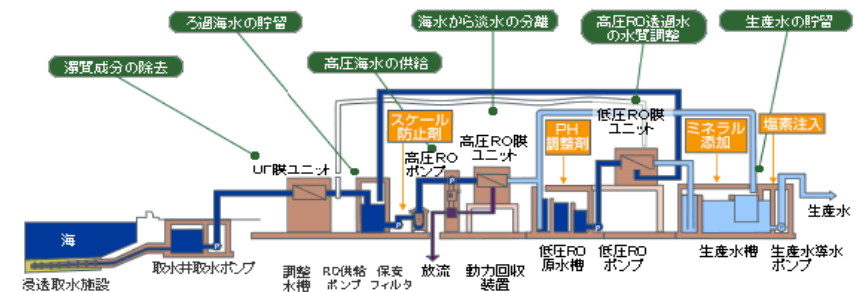 ろ過海水の貯留
海水から淡水の分離
高圧RO透過水
の水質調整
生産水の貯留
濁質成分の除去
高圧海水の供給
スケール
防止剤
PH
調整剤
低圧RO膜
ユニット
ミネラル
添加
塩素注入
UF膜ユニット
高圧RO
ポンプ
高圧RO膜
ユニット
P
P
P
P
P
海
生産水
浸透取水施設
取水井取水ポンプ
調整
水槽
RO供給
ポンプ
保安
フィルタ
放流
動力回収
装置
低圧RO
原水槽
低圧RO
ポンプ
生産水槽
生産水導水
ポンプ